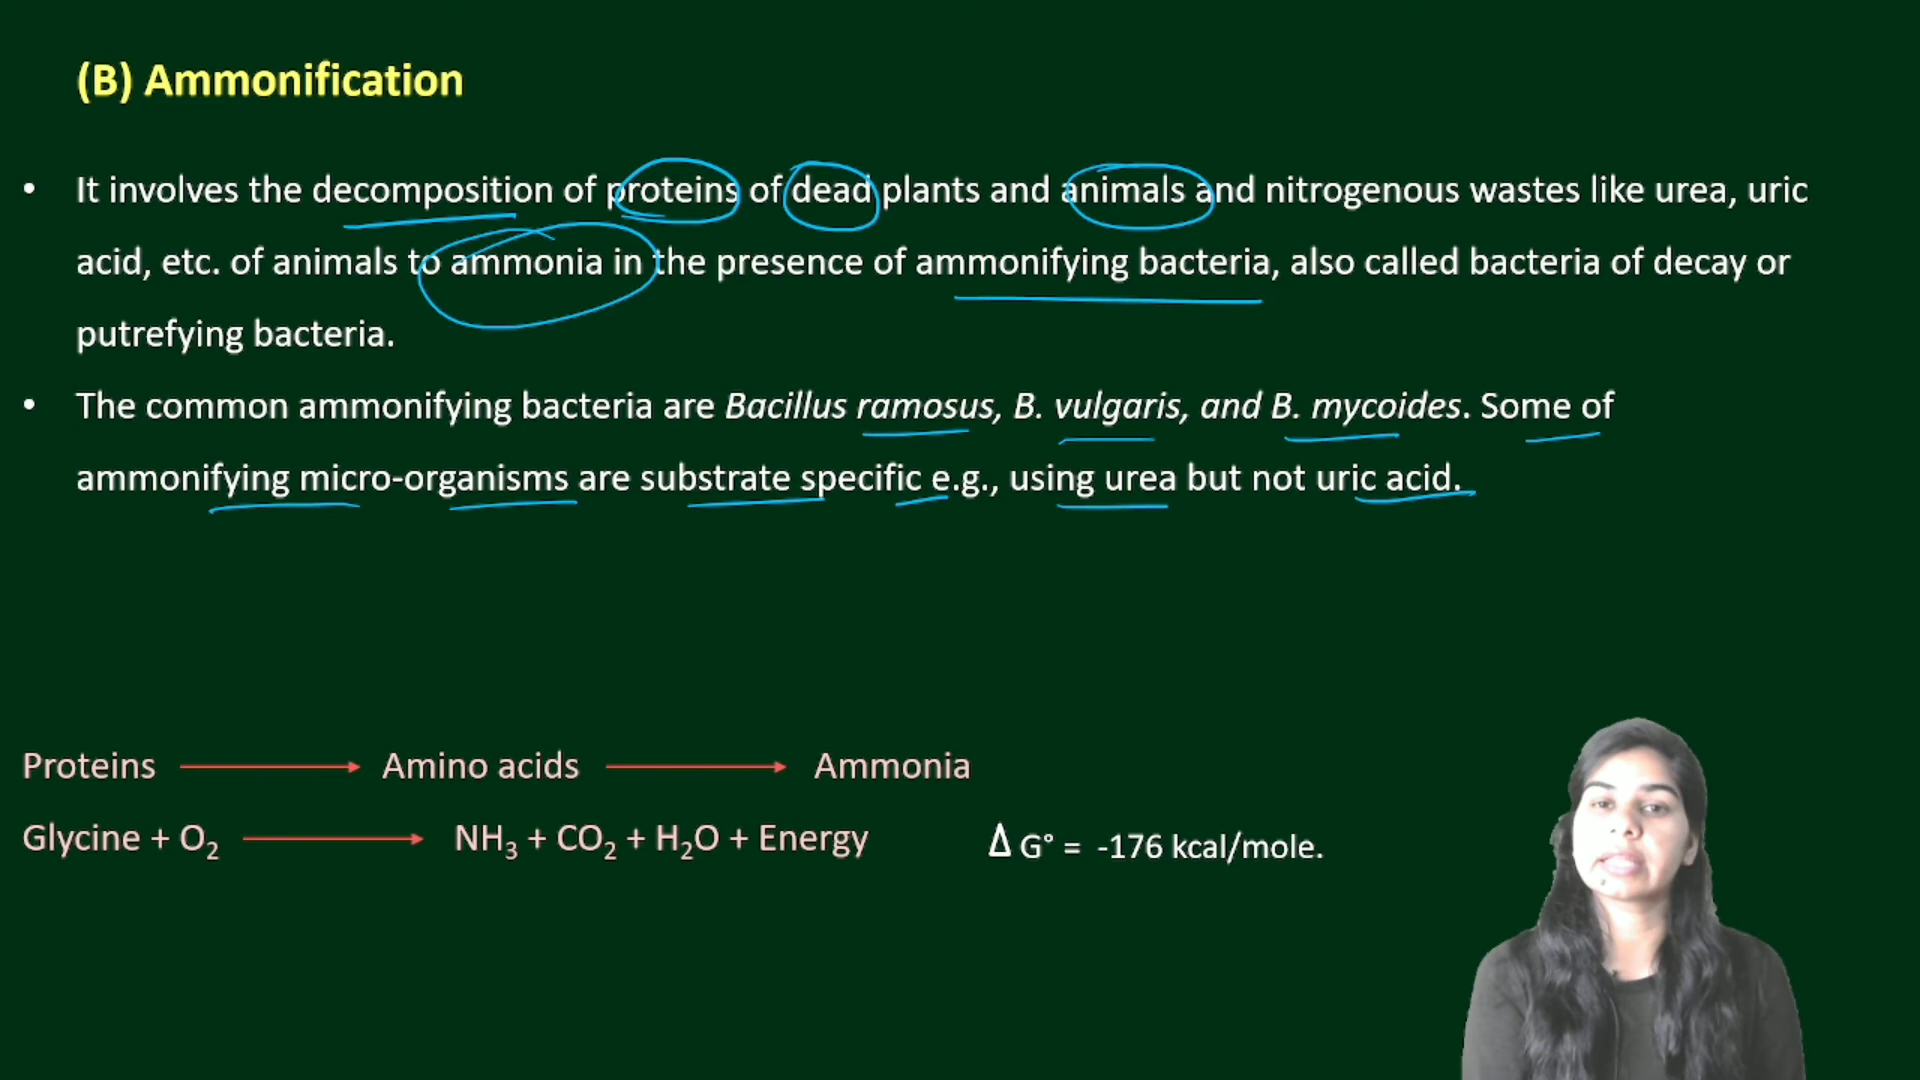 (B) Ammonification
• It involves the decomposition of proteins of dead plants and animals and nitrogenous wastes like urea, uric
acid, etc. of animals to ammonia in the presence of ammonifying bacteria, also called bacteria of decay or
putrefying bacteria.
• The common ammonifying bacteria are Bacillus ramosus, B. vulgaris, and B. mycoides. Some of
ammonifying micro-organisms are substrate specific e.g., using urea but not uric acid.
Proteins → Amino acids → Ammonia
Glycine + O₂ → NH₃ + CO₂ + H₂O + Energy Δ G° = -176 kcal/mole.